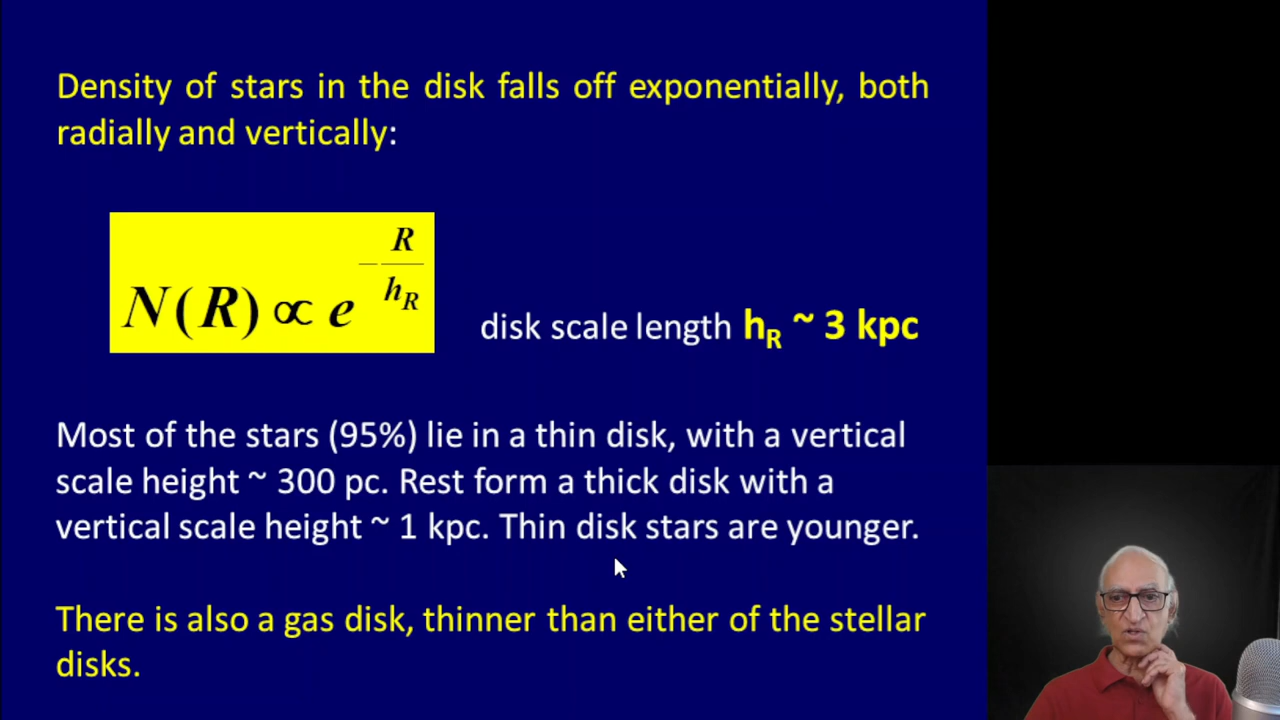 Density of stars in the disk falls off exponentially, both
radially and vertically:
N(R) ∝ e^{-R/h_R}
disk scale length h_R ~ 3 kpc
Most of the stars (95%) lie in a thin disk, with a vertical
scale height ~ 300 pc. Rest form a thick disk with a
vertical scale height ~ 1 kpc. Thin disk stars are younger.
There is also a gas disk, thinner than either of the stellar
disks.